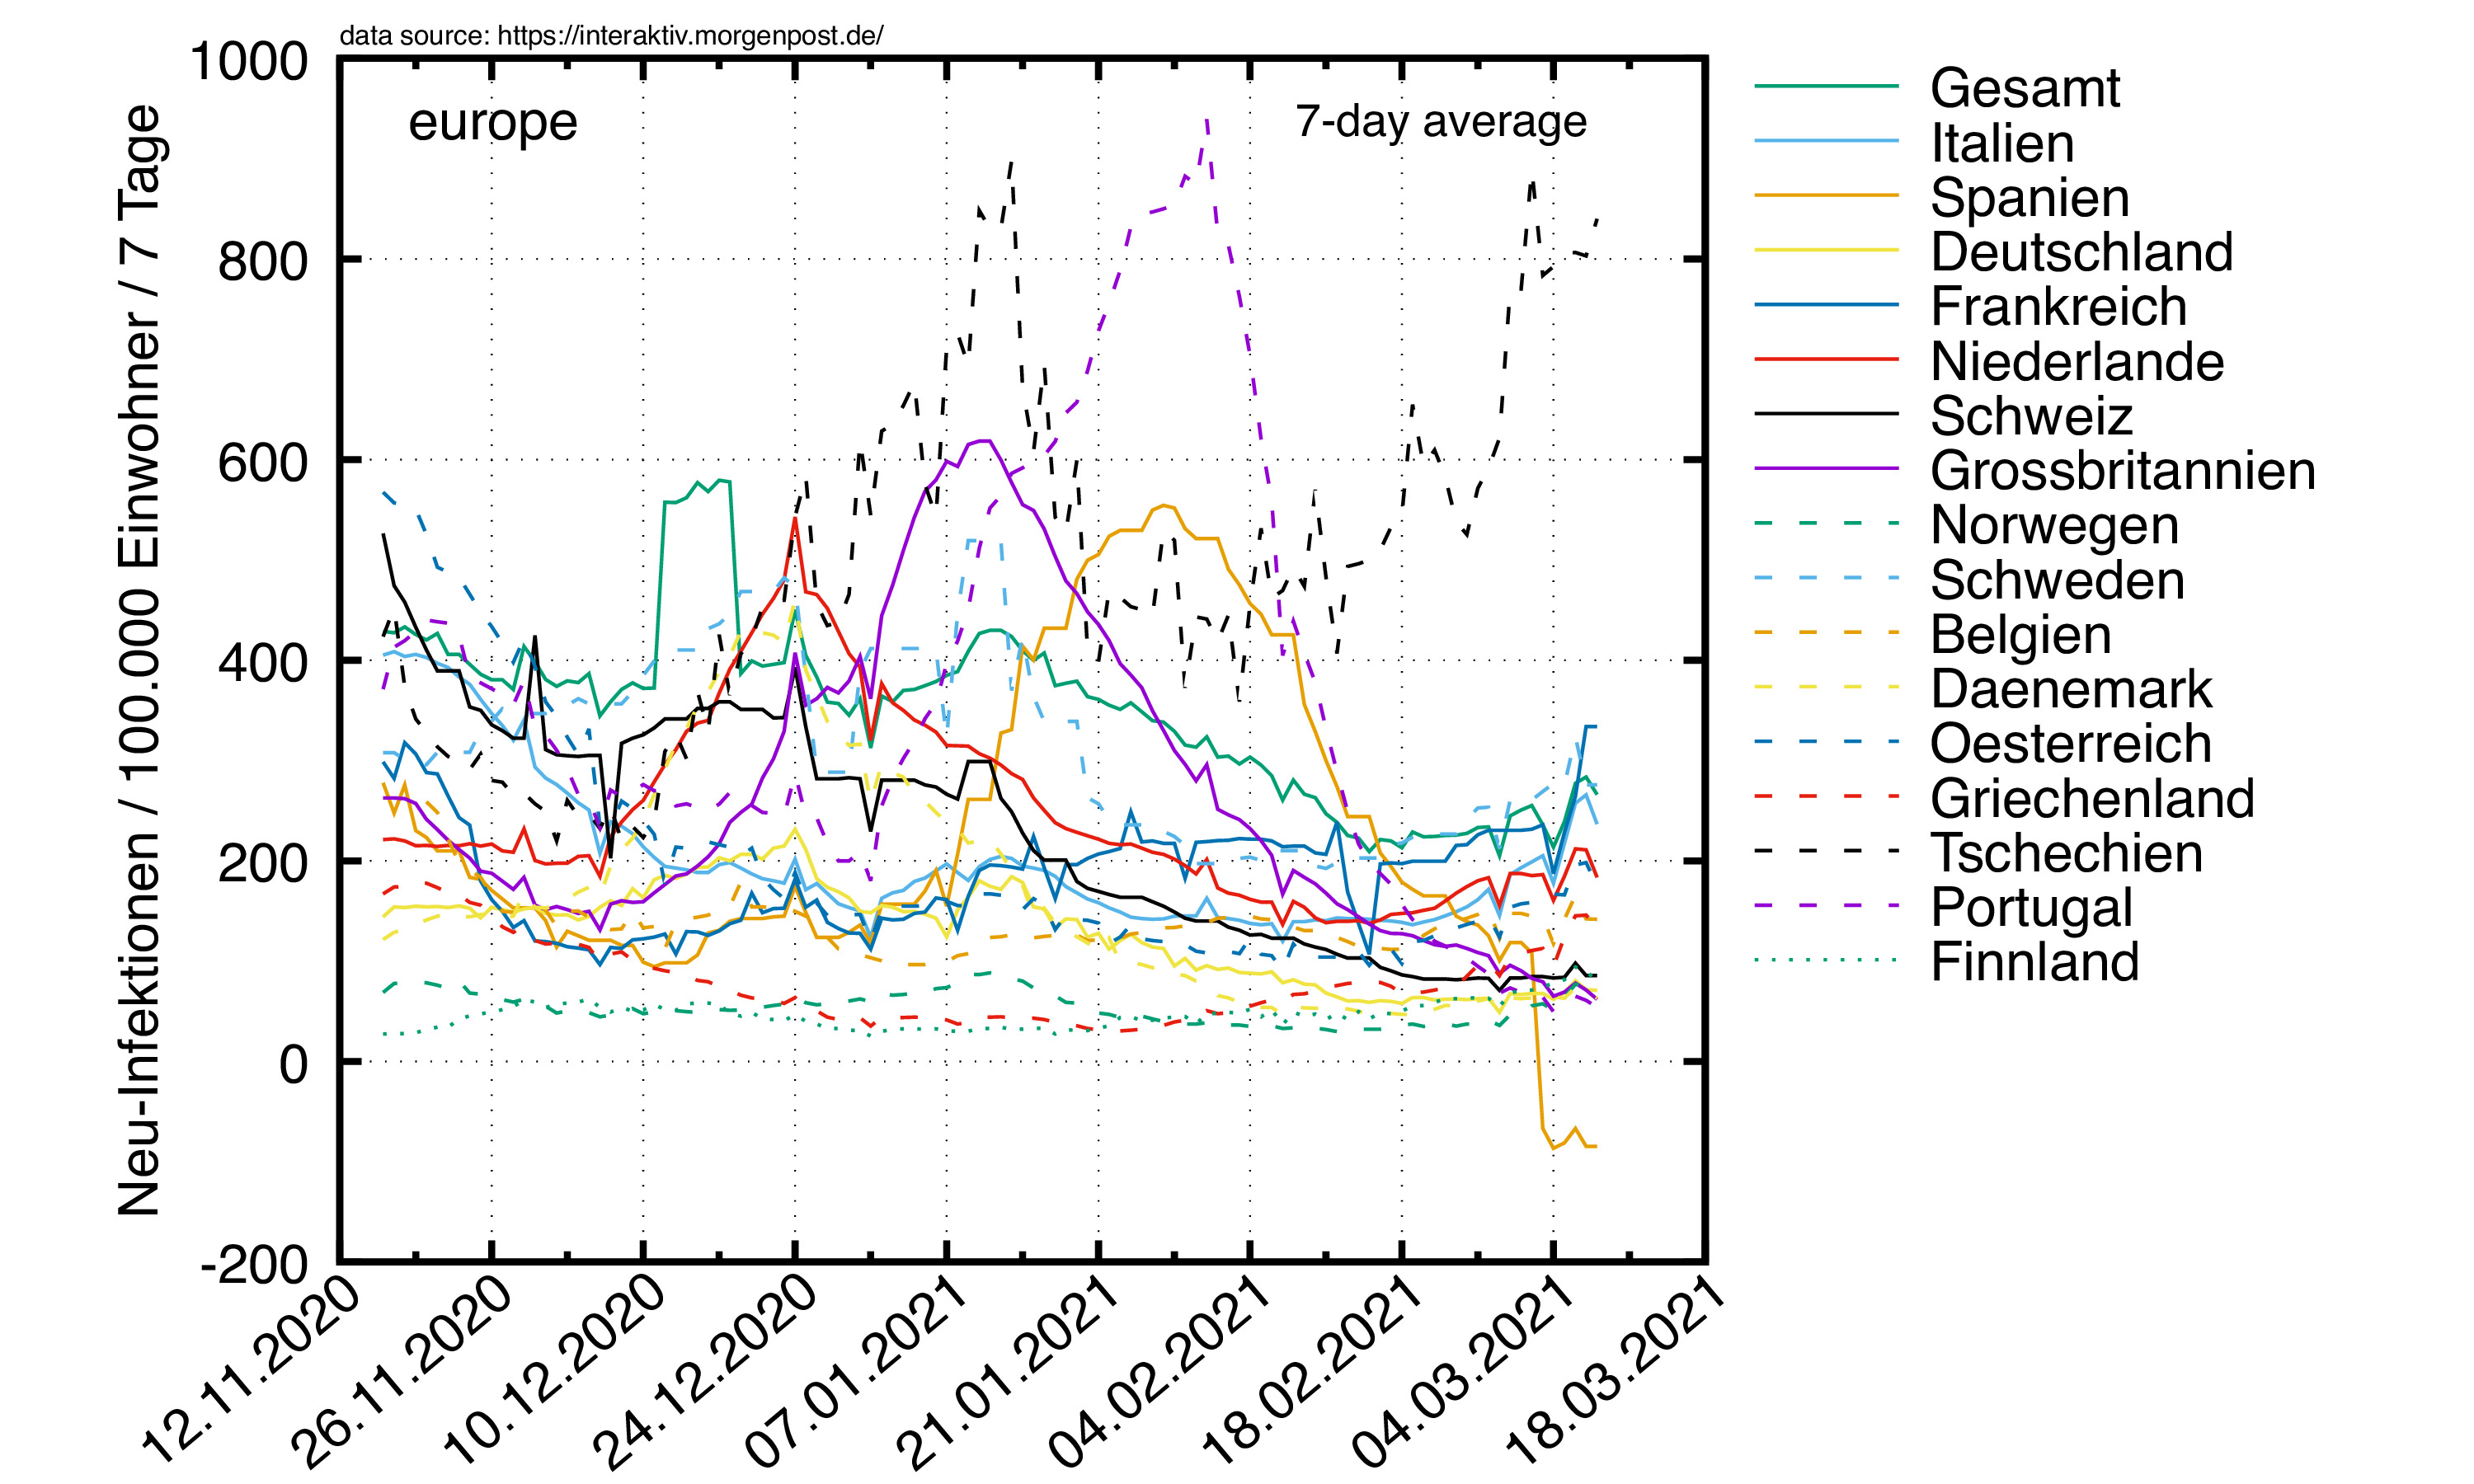 data source: https://interaktiv.morgenpost.de/
europe
7-day average
Neu-Infektionen / 100.000 Einwohner / 7 Tage
1000
800
600
400
200
0
-200
12.11.2020
26.11.2020
10.12.2020
24.12.2020
07.01.2021
21.01.2021
04.02.2021
18.02.2021
04.03.2021
18.03.2021
Gesamt
Italien
Spanien
Deutschland
Frankreich
Niederlande
Schweiz
Grossbritannien
Norwegen
Schweden
Belgien
Daenemark
Oesterreich
Griechenland
Tschechien
Portugal
Finnland